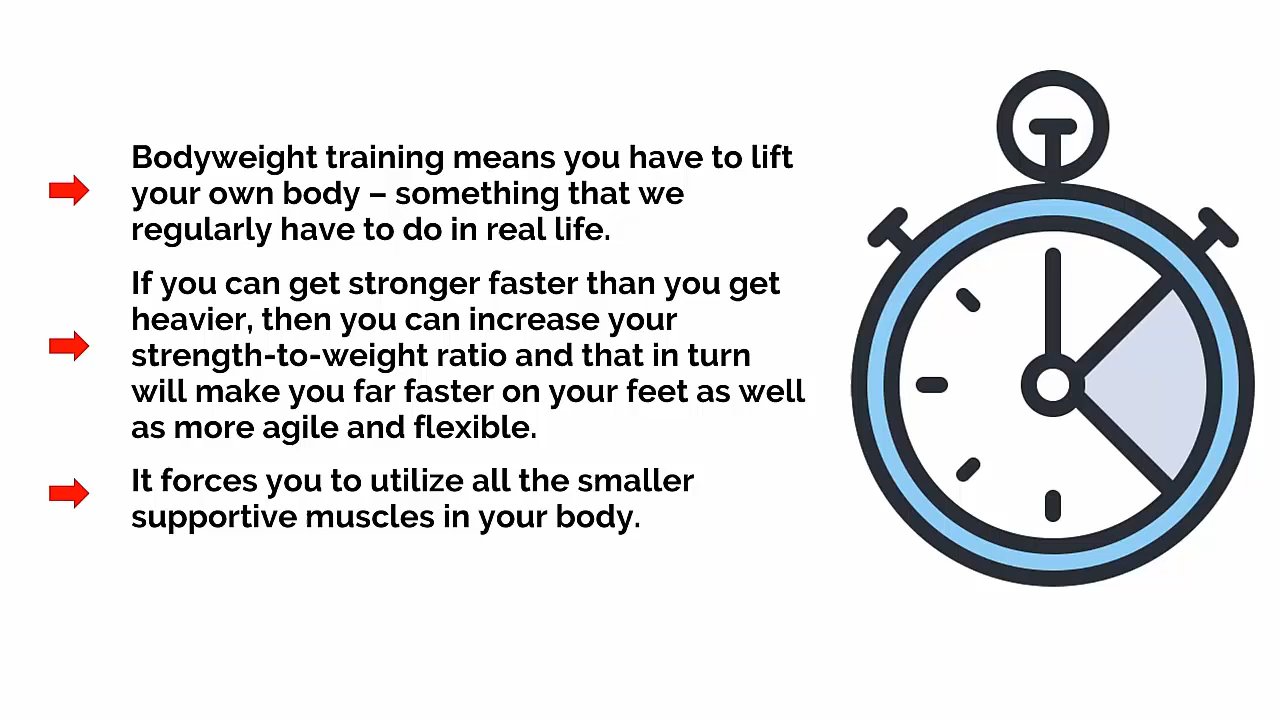 Bodyweight training means you have to lift
your own body – something that we
regularly have to do in real life.
If you can get stronger faster than you get
heavier, then you can increase your
strength-to-weight ratio and that in turn
will make you far faster on your feet as well
as more agile and flexible.
It forces you to utilize all the smaller
supportive muscles in your body.